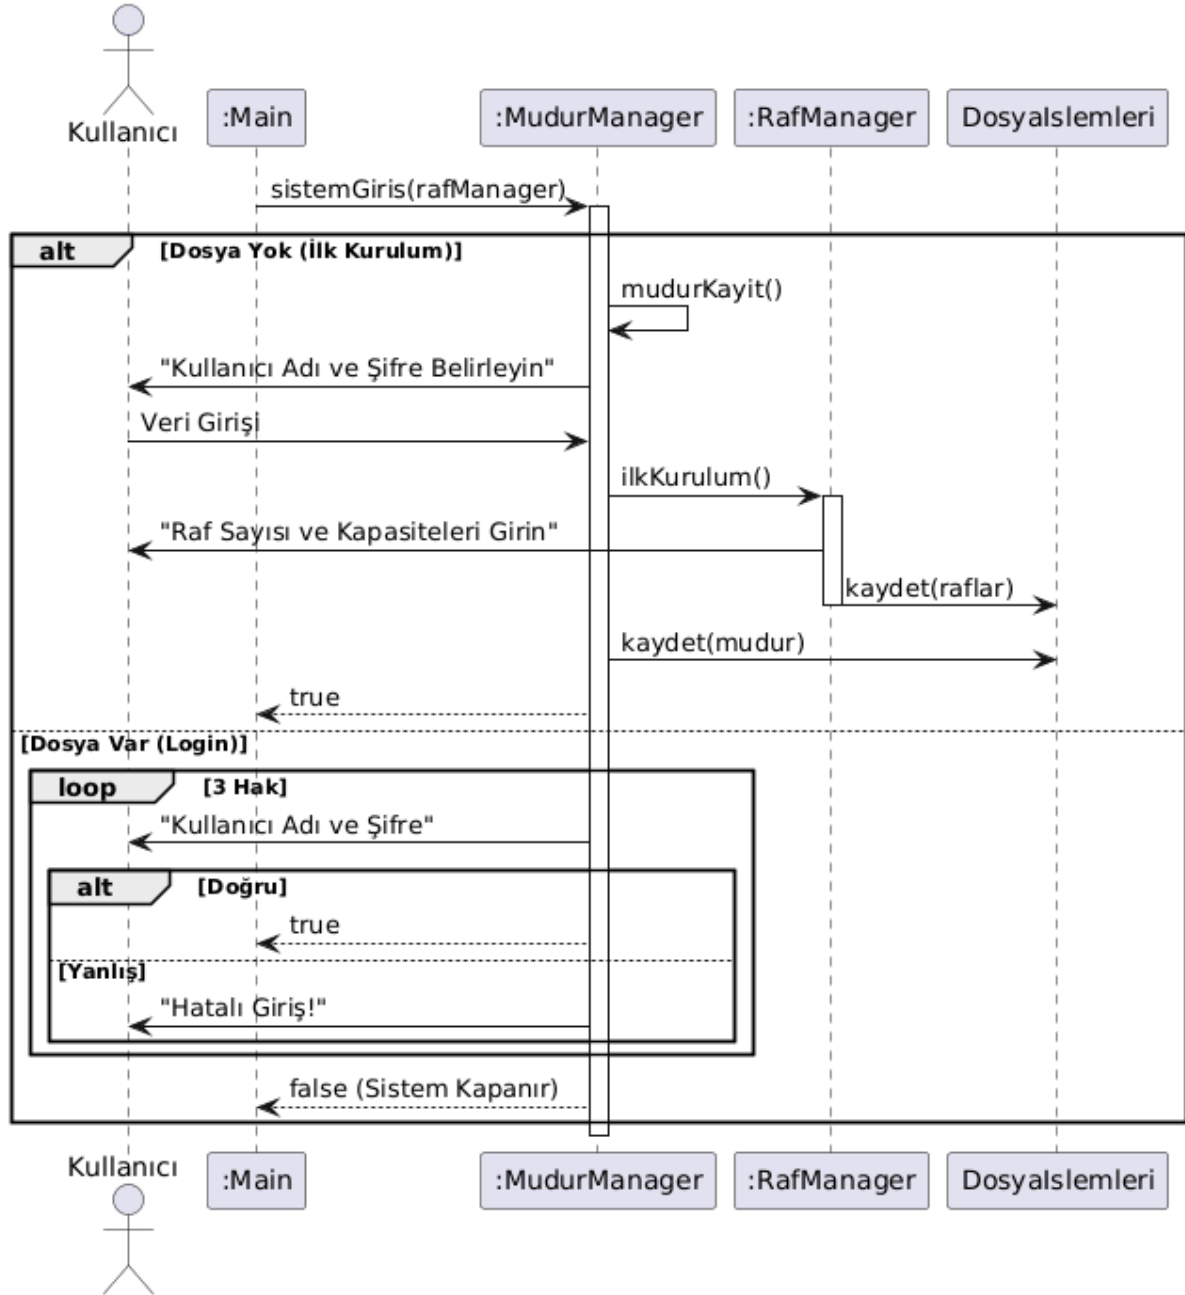 Kullanıcı
:Main
:MudurManager
:RafManager
DosyaIslemleri
sistemGiris(rafManager)
alt
[Dosya Yok (İlk Kurulum)]
mudurKayit()
"Kullanıcı Adı ve Şifre Belirleyin"
Veri Girişi
ilkKurulum()
"Raf Sayısı ve Kapasiteleri Girin"
kaydet(raflar)
kaydet(mudur)
true
[Dosya Var (Login)]
loop
[3 Hak]
"Kullanıcı Adı ve Şifre"
alt
[Doğru]
true
[Yanlış]
"Hatalı Giriş!"
false (Sistem Kapanır)
Kullanıcı
:Main
:MudurManager
:RafManager
DosyaIslemleri